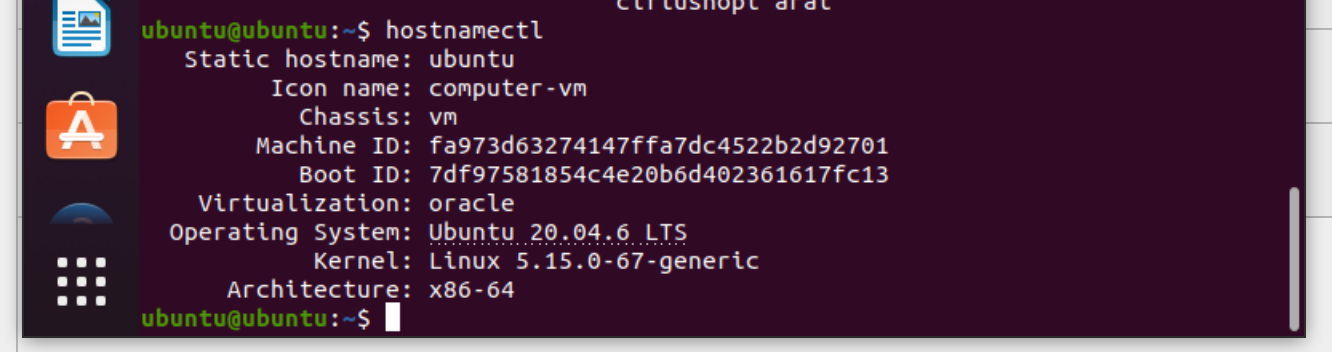 ubuntu@ubuntu:~$ hostnamectl
Static hostname: ubuntu
Icon name: computer-vm
Chassis: vm
Machine ID: fa973d63274147ffa7dc4522b2d92701
Boot ID: 7df97581854c4e20b6d402361617fc13
Virtualization: oracle
Operating System: Ubuntu 20.04.6 LTS
Kernel: Linux 5.15.0-67-generic
Architecture: x86-64
ubuntu@ubuntu:~$